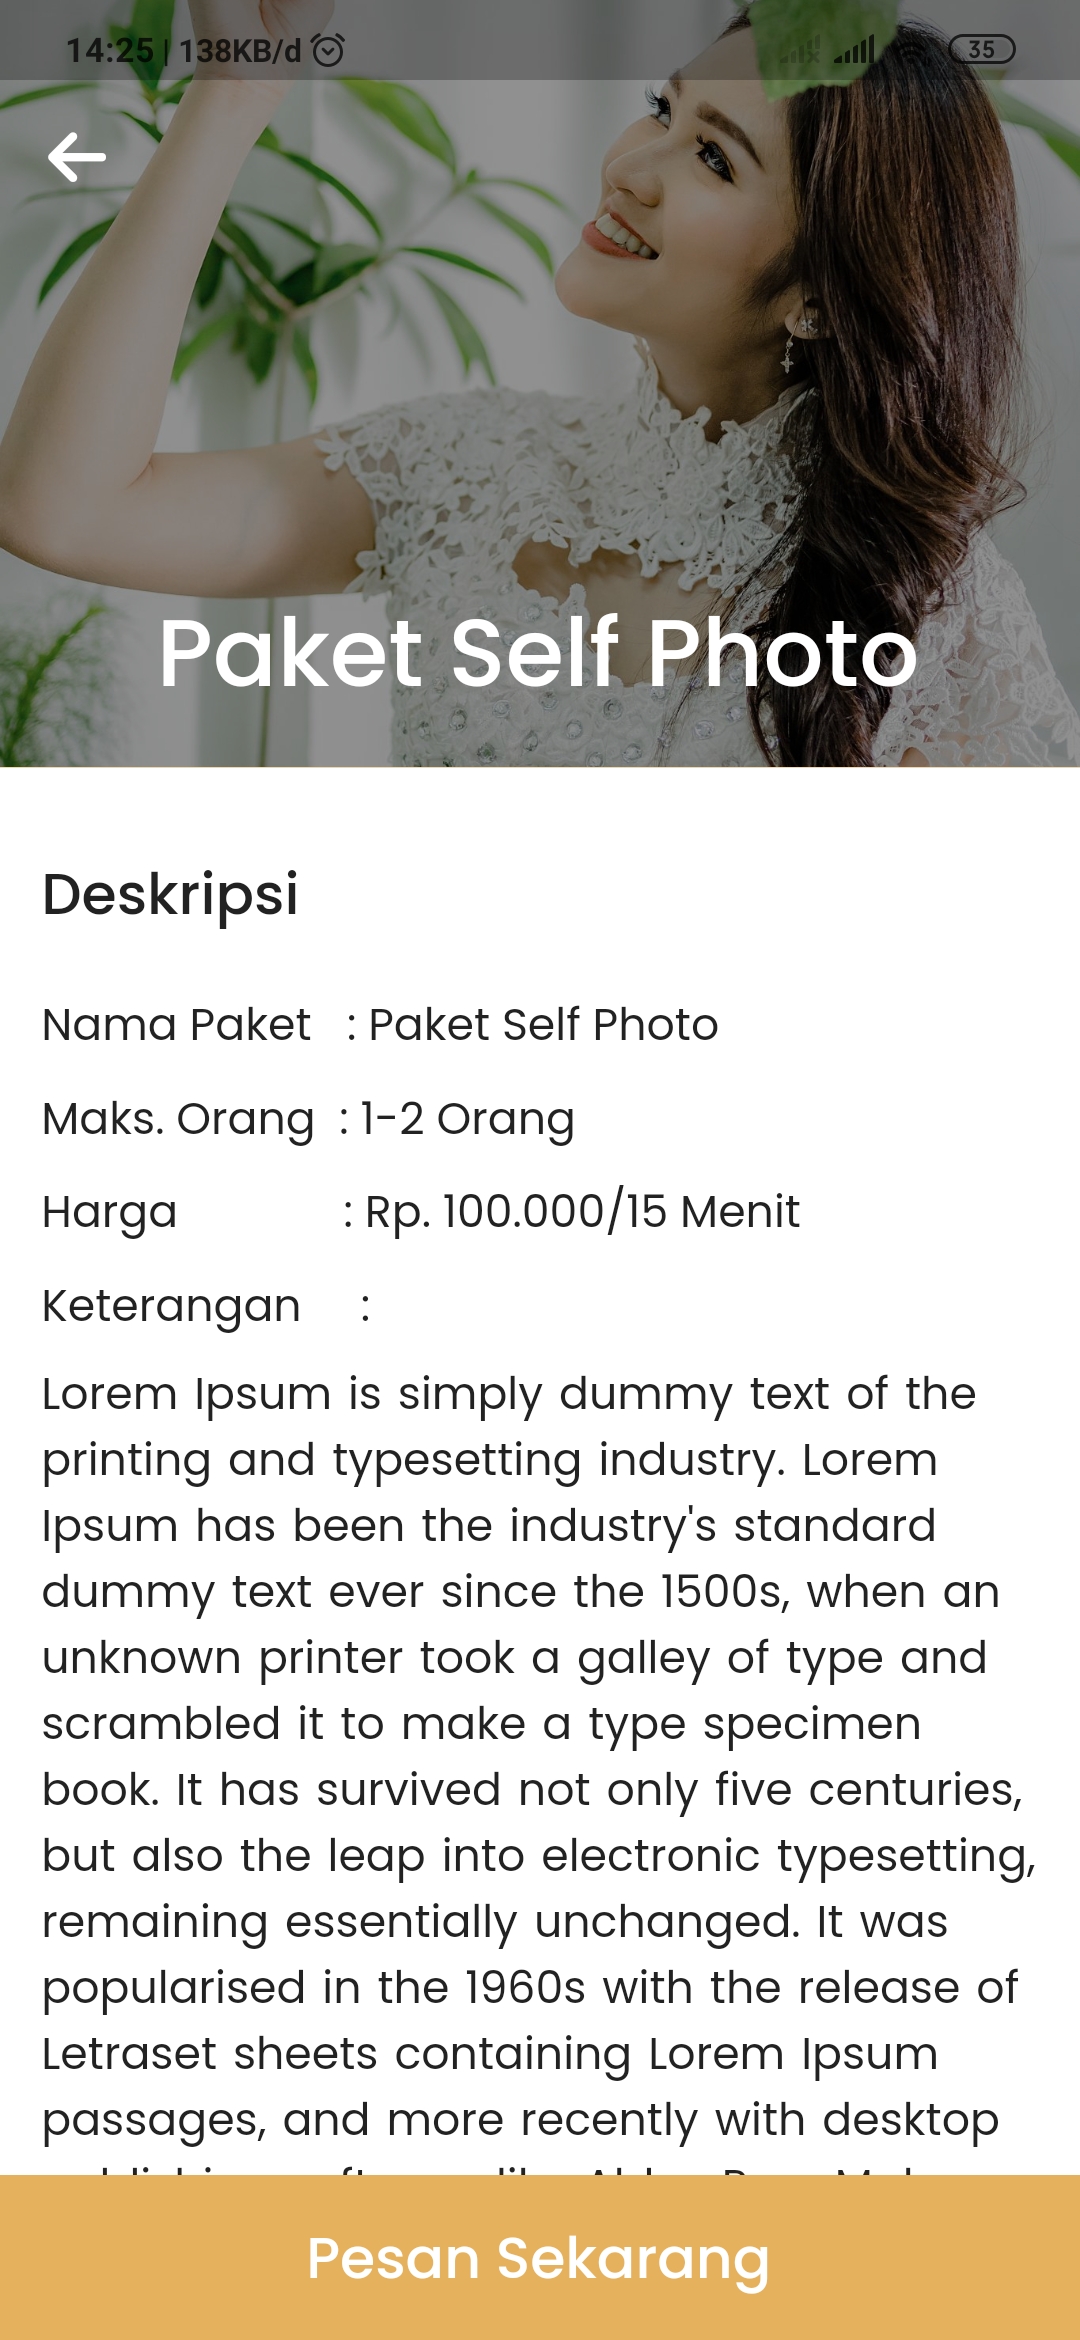 14:25 | 138KB/d 35
Paket Self Photo
Deskripsi
Nama Paket : Paket Self Photo
Maks. Orang : 1-2 Orang
Harga : Rp. 100.000/15 Menit
Keterangan :
Lorem Ipsum is simply dummy text of the
printing and typesetting industry. Lorem
Ipsum has been the industry's standard
dummy text ever since the 1500s, when an
unknown printer took a galley of type and
scrambled it to make a type specimen
book. It has survived not only five centuries,
but also the leap into electronic typesetting,
remaining essentially unchanged. It was
popularised in the 1960s with the release of
Letraset sheets containing Lorem Ipsum
passages, and more recently with desktop
Pesan Sekarang